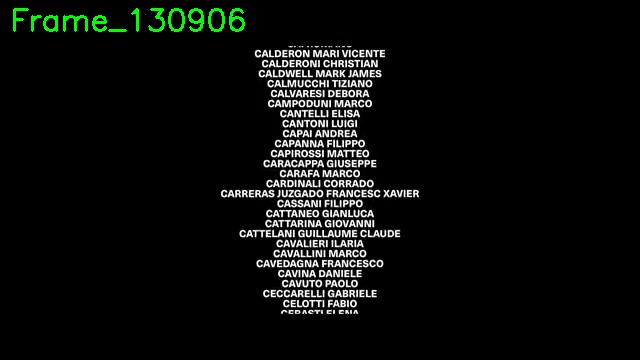 Frame_130906
CALDERON MARI VICENTE
CALDERONI CHRISTIAN
CALDWELL MARK JAMES
CALMUCCHI TIZIANO
CALVARESI DEBORA
CAMPODUNI MARCO
CANTELLI ELISA
CANTONI LUIGI
CAPAI ANDREA
CAPANNA FILIPPO
CAPIROSSI MATTEO
CARACAPPA GIUSEPPE
CARAFA MARCO
CARDINALI CORRADO
CARRERAS JUZGADO FRANCESC XAVIER
CASSANI FILIPPO
CATTANEO GIANLUCA
CATTARINA GIOVANNI
CATTELANI GUILLAUME CLAUDE
CAVALIERI ILARIA
CAVALLINI MARCO
CAVEDAGNA FRANCESCO
CAVINA DANIELE
CAVUTO PAOLO
CECCARELLI GABRIELE
CELOTTI FABIO